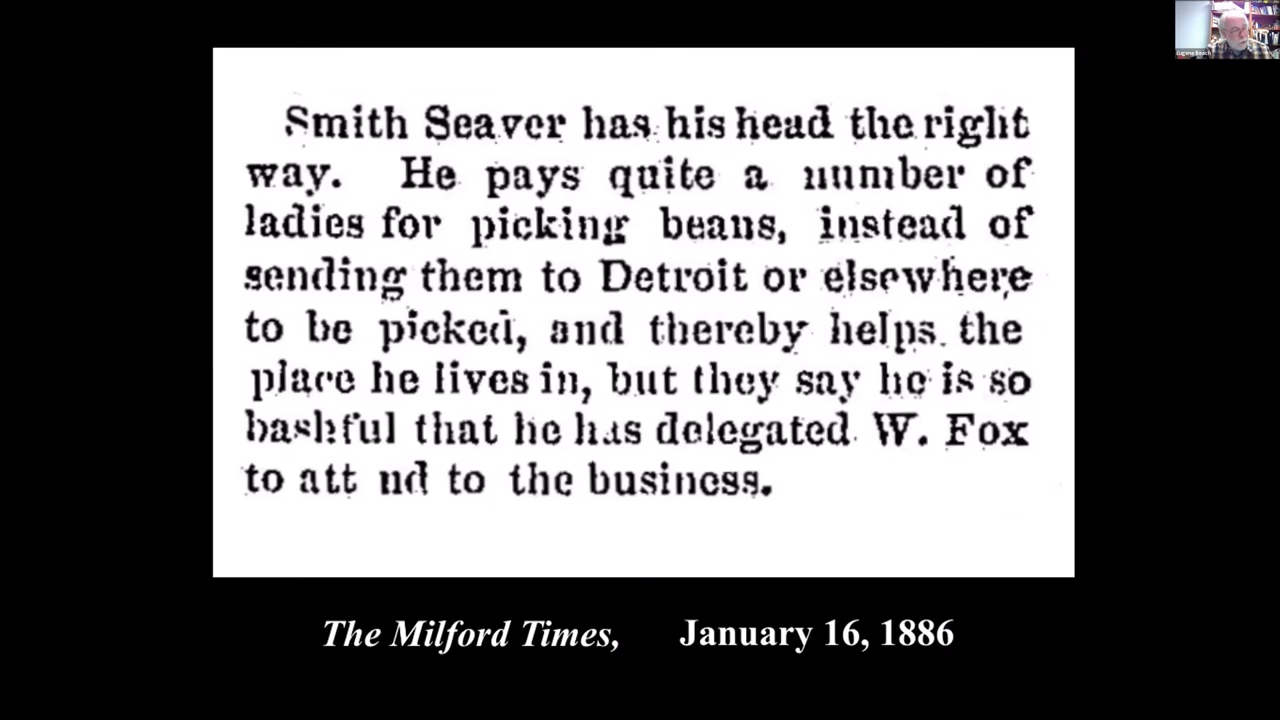 Smith Seaver has his head the right
way. He pays quite a number of
ladies for picking beans, instead of
sending them to Detroit or elsewhere
to be picked, and thereby helps the
place he lives in, but they say he is so
bashful that he has delegated W. Fox
to att nd to the business.
The Milford Times, January 16, 1886
Eugene Beach